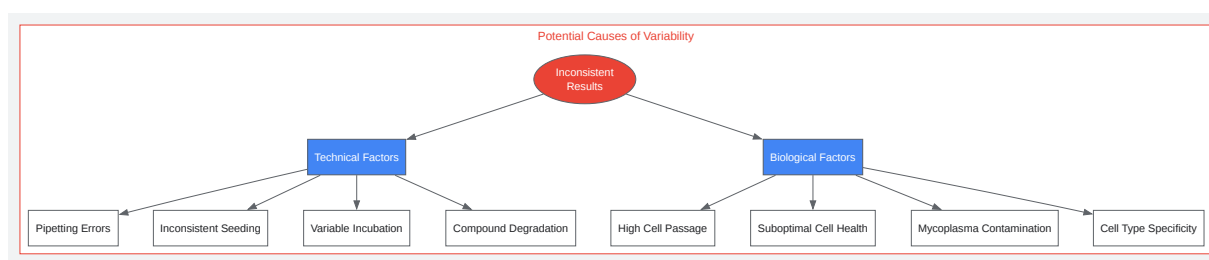 Potential Causes of Variability
Inconsistent
Results
Technical Factors
Biological Factors
Pipetting Errors
Inconsistent Seeding
Variable Incubation
Compound Degradation
High Cell Passage
Suboptimal Cell Health
Mycoplasma Contamination
Cell Type Specificity